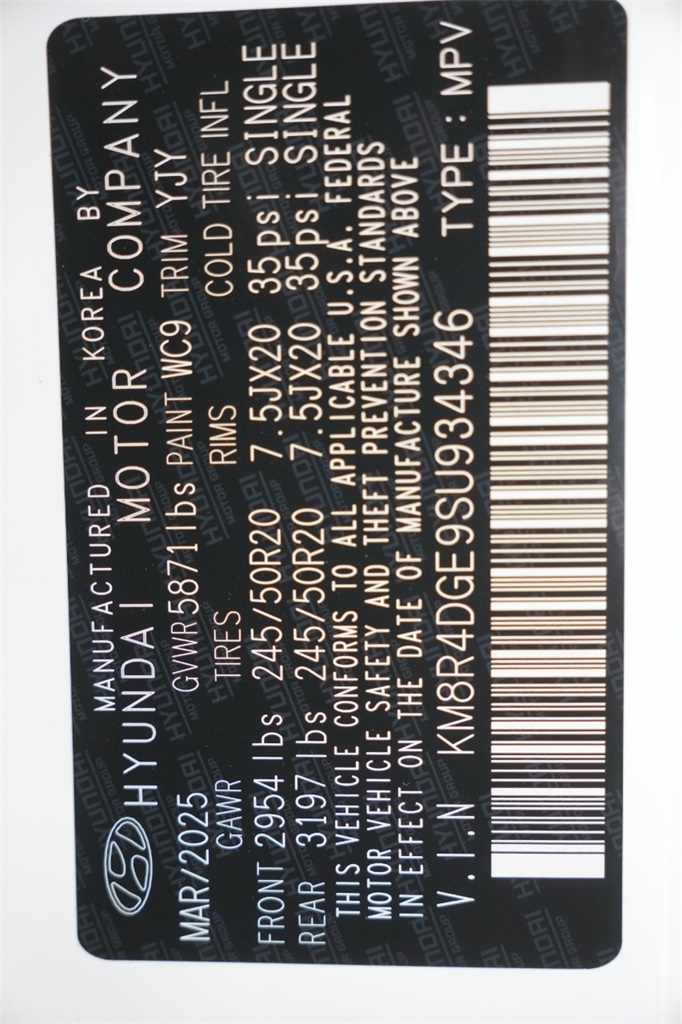 MANUFACTURED IN KOREA BY
HYUNDAI MOTOR COMPANY
MAR/2025 GVWR5871lbs PAINT WC9 TRIM YJY
GAWR TIRES RIMS COLD TIRE INFL
FRONT 2954 lbs 245/50R20 7.5JX20 35psi SINGLE
REAR 3197 lbs 245/50R20 7.5JX20 35psi SINGLE
THIS VEHICLE CONFORMS TO ALL APPLICABLE U.S.A. FEDERAL
MOTOR VEHICLE SAFETY AND THEFT PREVENTION STANDARDS
IN EFFECT ON THE DATE OF MANUFACTURE SHOWN ABOVE
V.I.N KM8R4DGE9SU934346 TYPE : MPV